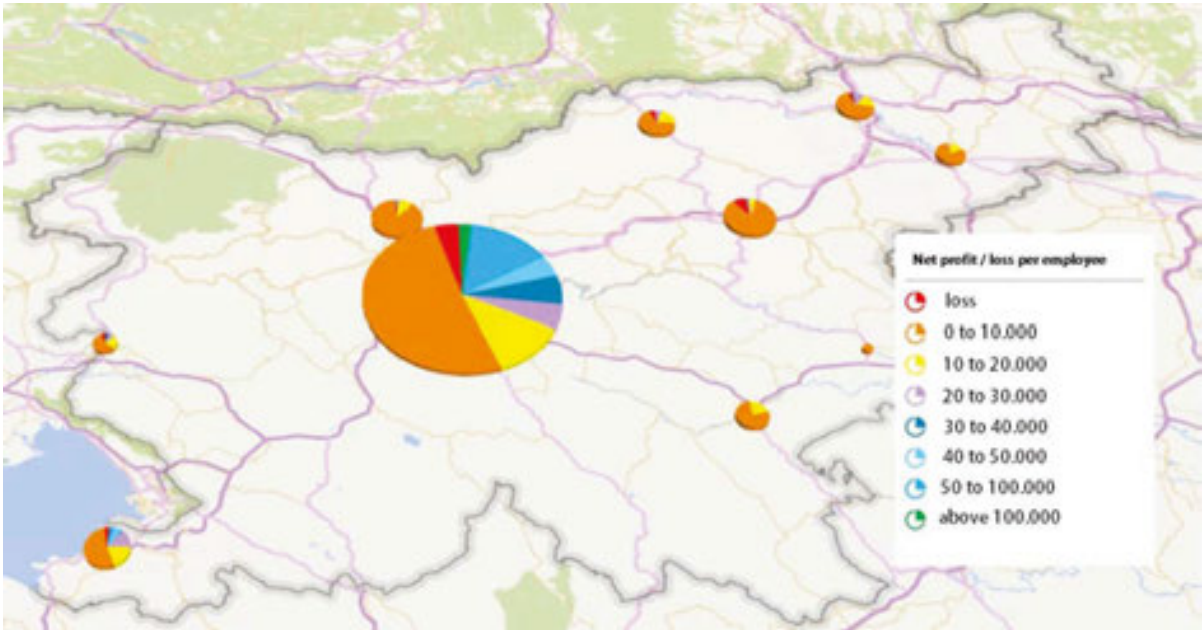 Net profit / loss per employee
loss
0 to 10.000
10 to 20.000
20 to 30.000
30 to 40.000
40 to 50.000
50 to 100.000
above 100.000